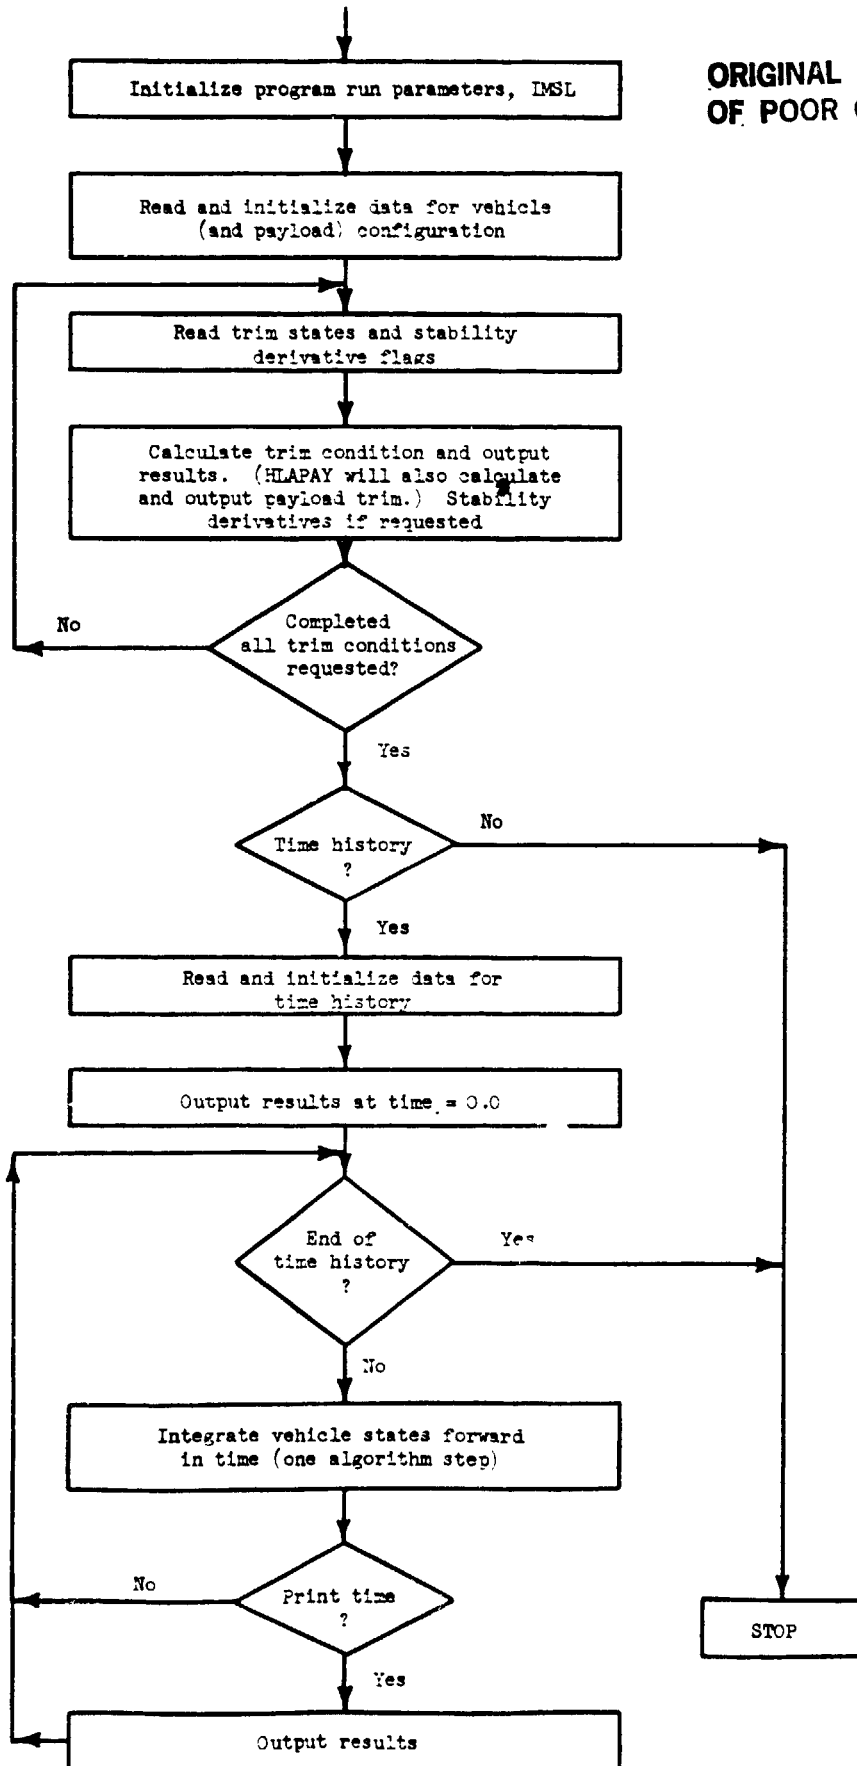 ORIGINAL
OF POOR
Initialize program run parameters, IMSL
Read and initialize data for vehicle
(and payload) configuration
Read trim states and stability
derivative flags
Calculate trim condition and output
results. (HLAPAY will also calculate
and output payload trim.) Stability
derivatives if requested
Completed
all trim conditions
requested?
No
Yes
Time history
?
No
Yes
Read and initialize data for
time history
Output results at time = 0.0
End of
time history
?
Yes
No
Integrate vehicle states forward
in time (one algorithm step)
Print time
?
No
Yes
STOP
Output results